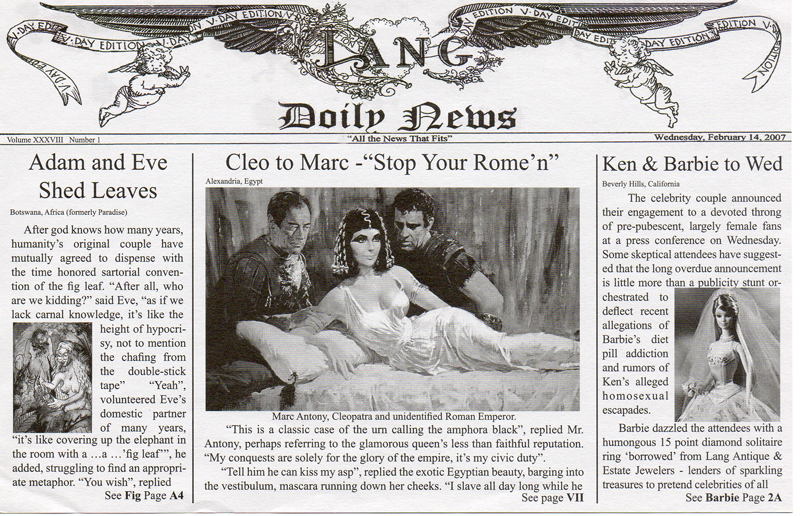 V-DAY EDITION V-DAY EDITION V-DAY EDITION V-DAY EDITION
LANG
Doily News
Volume XXXVIII Number 1
"All the News That Fits"
Wednesday, February 14, 2007
Adam and Eve
Shed Leaves
Botswana, Africa (formerly Paradise)
After god knows how many years,
humanity's original couple have
mutually agreed to dispense with
the time honored sartorial conven-
tion of the fig leaf. "After all, who
are we kidding?" said Eve, "as if we
lack carnal knowledge, it's like the
height of hypocri-
sy, not to mention
the chafing from
the double-stick
tape" "Yeah",
volunteered Eve's
domestic partner
of many years,
"it's like covering up the elephant in
the room with a ...a ...'fig leaf'", he
added, struggling to find an appropri-
ate metaphor. "You wish", replied
See Fig Page A4
Cleo to Marc -"Stop Your Rome'n"
Alexandria, Egypt
Marc Antony, Cleopatra and unidentified Roman Emperor.
"This is a classic case of the urn calling the amphora black", replied Mr.
Antony, perhaps referring to the glamorous queen's less than faithful reputation.
"My conquests are solely for the glory of the empire, it's my civic duty".
"Tell him he can kiss my asp", replied the exotic Egyptian beauty, barging into
the vestibulum, mascara running down her cheeks. "I slave all day long while he
See page VII
Ken & Barbie to Wed
Beverly Hills, California
The celebrity couple announced
their engagement to a devoted throng
of pre-pubescent, largely female fans
at a press conference on Wednesday.
Some skeptical attendees have suggest-
ed that the long overdue announcement
is little more than a publicity stunt or-
chestrated to
deflect recent
allegations of
Barbie's diet
pill addiction
and rumors of
Ken's alleged
homosexual
escapades.
Barbie dazzled the attendees with a
humongous 15 point diamond solitaire
ring 'borrowed' from Lang Antique &
Estate Jewelers - lenders of sparkling
treasures to pretend celebrities of all
See Barbie Page 2A